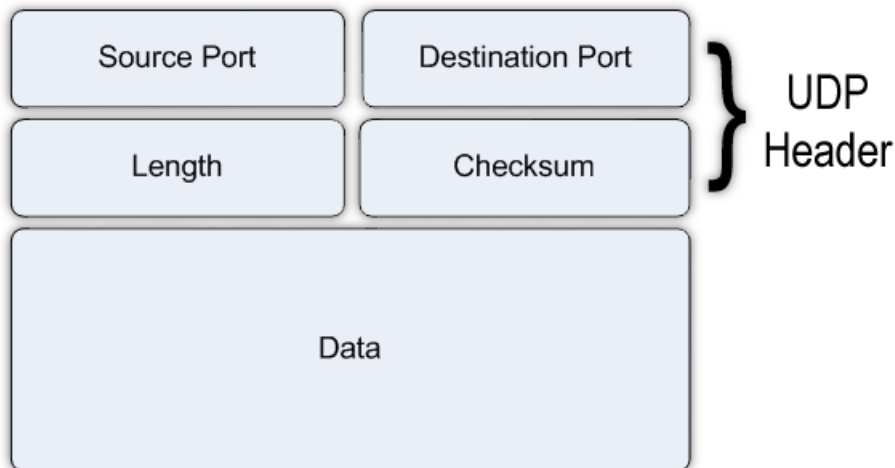 Source Port
Destination Port
UDP
Header
Length
Checksum
Data